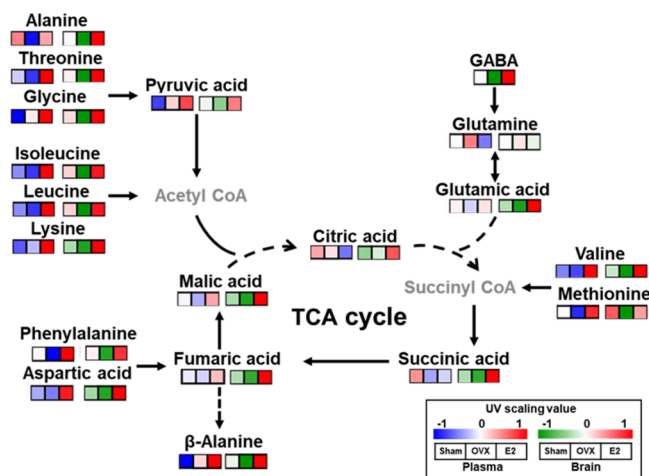 Alanine
Threonine
Glycine
Pyruvic acid
GABA
Glutamine
Glutamic acid
Isoleucine
Leucine
Lysine
Acetyl CoA
Citric acid
Malic acid
Succinyl CoA
Valine
Methionine
TCA cycle
Phenylalanine
Aspartic acid
Fumaric acid
Succinic acid
β-Alanine
UV scaling value
-1 0 1 -1 0 1
Sham OVX E2 Sham OVX E2
Plasma Brain